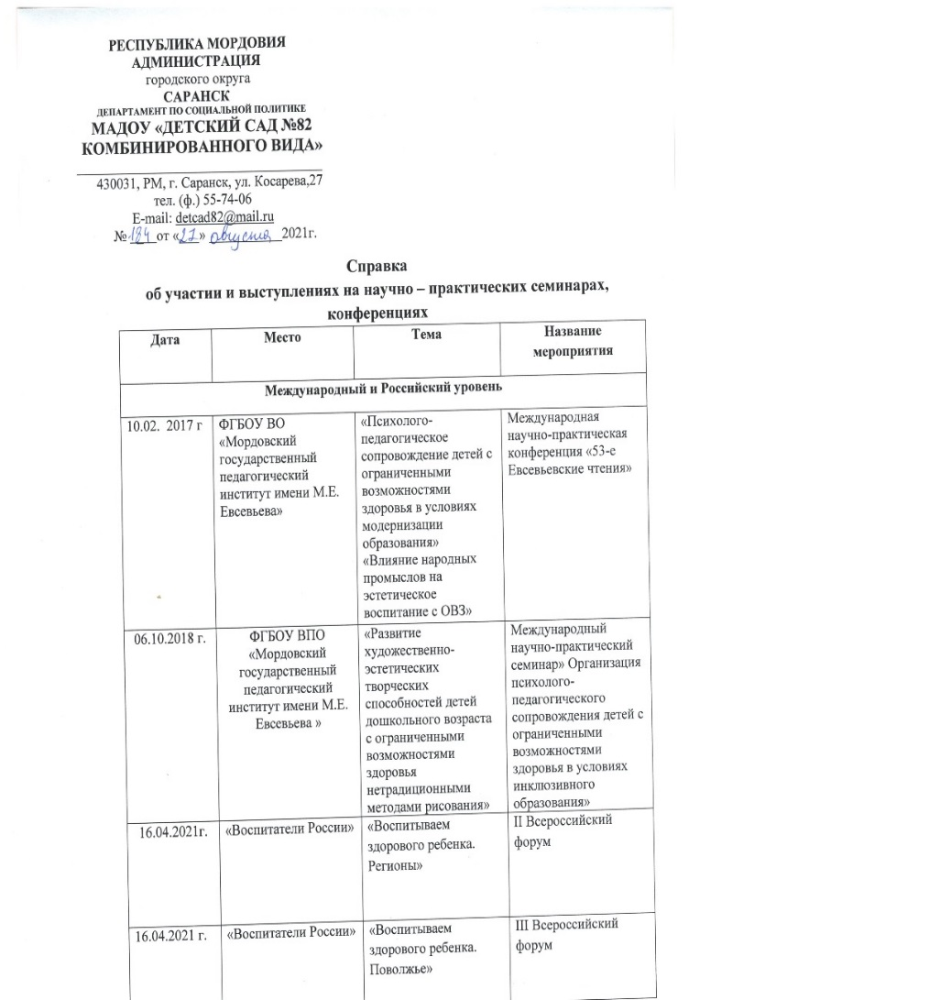 РЕСПУБЛИКА МОРДОВИЯ
АДМИНИСТРАЦИЯ
городского округа
САРАНСК
ДЕПАРТАМЕНТ ПО СОЦИАЛЬНОЙ ПОЛИТИКЕ
МАДОУ «ДЕТСКИЙ САД №82
КОМБИНИРОВАННОГО ВИДА»
430031, РМ, г. Саранск, ул. Косарева,27
тел. (ф.) 55-74-06
E-mail: detcad82@mail.ru
№ 184 от «27» августа 2021г.
Справка
об участии и выступлениях на научно – практических семинарах,
конференциях
Дата
Место
Тема
Название
мероприятия
Международный и Российский уровень
10.02. 2017 г
ФГБОУ ВО
«Мордовский
государственный
педагогический
институт имени М.Е.
Евсевьева»
«Психолого-
педагогическое
сопровождение детей с
ограниченными
возможностями
здоровья в условиях
модернизации
образования»
«Влияние народных
промыслов на
эстетическое
воспитание с ОВЗ»
Международная
научно-практическая
конференция «53-е
Евсевьевские чтения»
06.10.2018 г.
ФГБОУ ВПО
«Мордовский
государственный
педагогический
институт имени М.Е.
Евсевьева »
«Развитие
художественно-
эстетических
творческих
способностей детей
дошкольного возраста
с ограниченными
возможностями
здоровья
нетрадиционными
методами рисования»
Международный
научно-практический
семинар» Организация
психолого-
педагогического
сопровождения детей с
ограниченными
возможностями
здоровья в условиях
инклюзивного
образования»
16.04.2021г.
«Воспитатели России»
«Воспитываем
здорового ребенка.
Регионы»
II Всероссийский
форум
16.04.2021 г.
«Воспитатели России»
«Воспитываем
здорового ребенка.
Поволжье»
III Всероссийский
форум